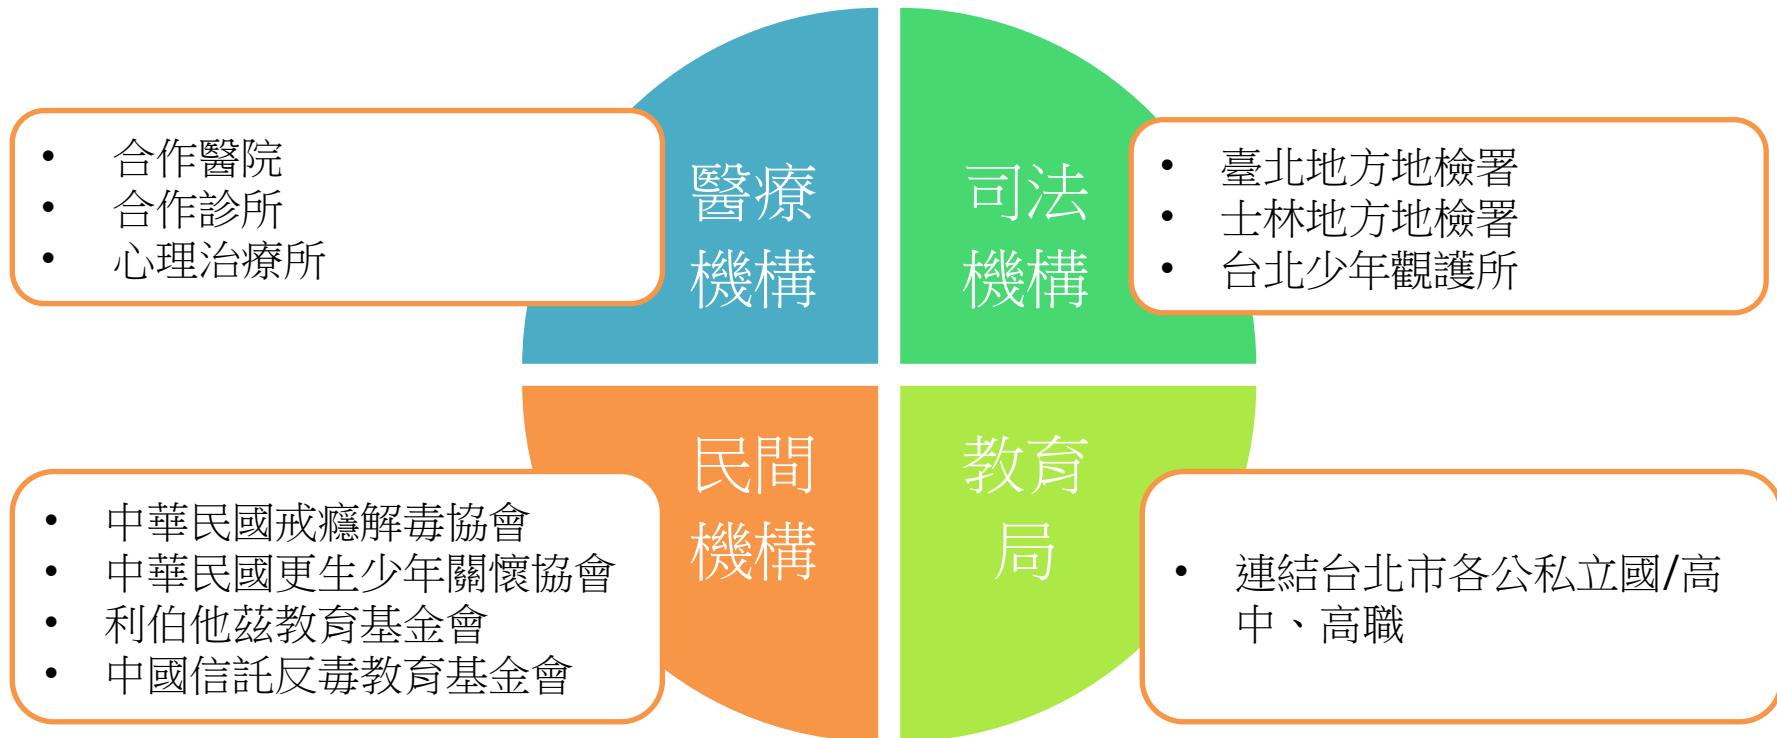 • 合作醫院
• 合作診所
• 心理治療所
醫療
機構
司法
機構
• 臺北地方地檢署
• 士林地方地檢署
• 台北少年觀護所
• 中華民國戒癮解毒協會
• 中華民國更生少年關懷協會
• 利伯他茲教育基金會
• 中國信託反毒教育基金會
民間
機構
教育
局
• 連結台北市各公私立國/高
中、高職